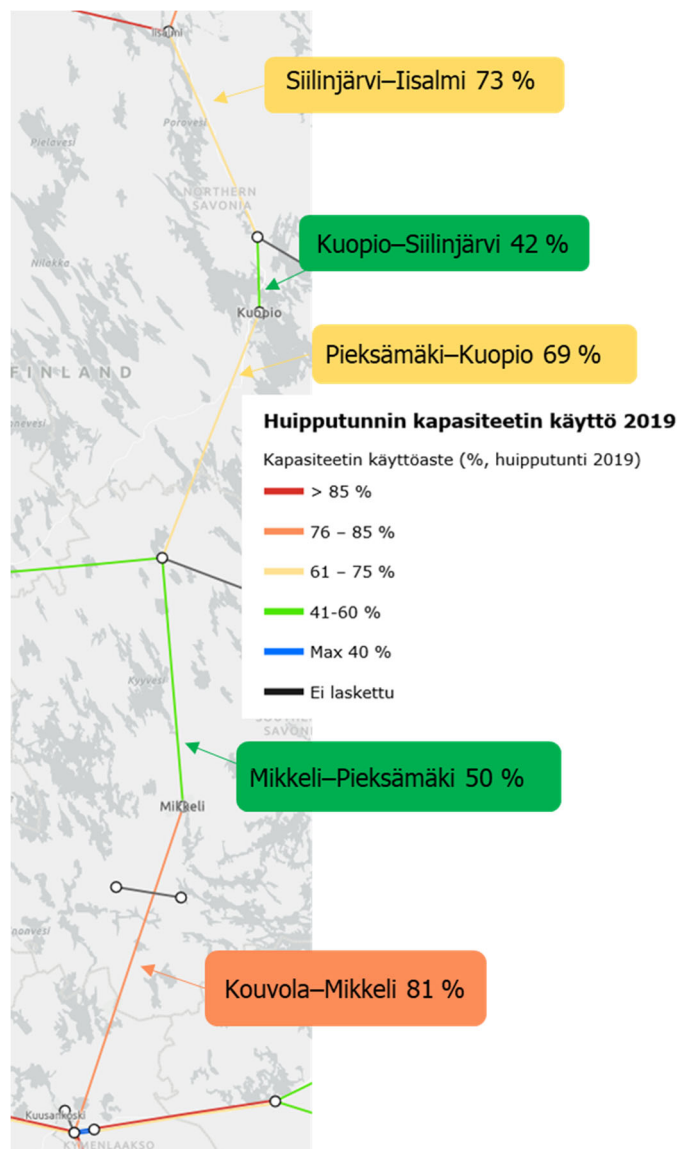 Iisalmi
Siilinjärvi–Iisalmi 73 %
Porovesi
Pielavesi
NORTHERN
SAVONIA
Kuopio–Siilinjärvi 42 %
Nilakka
Kuopio
Pieksämäki–Kuopio 69 %
FINLAND
Huipputunnin kapasiteetin käyttö 2019
Kapasiteetin käyttöaste (%, huipputunti 2019)
> 85 %
76 – 85 %
61 – 75 %
41-60 %
Max 40 %
Ei laskettu
Kyyvesi
SAVONI
Mikkeli–Pieksämäki 50 %
Mikkeli
Kouvola–Mikkeli 81 %
Kuusankoski
KYMENLAAKSO